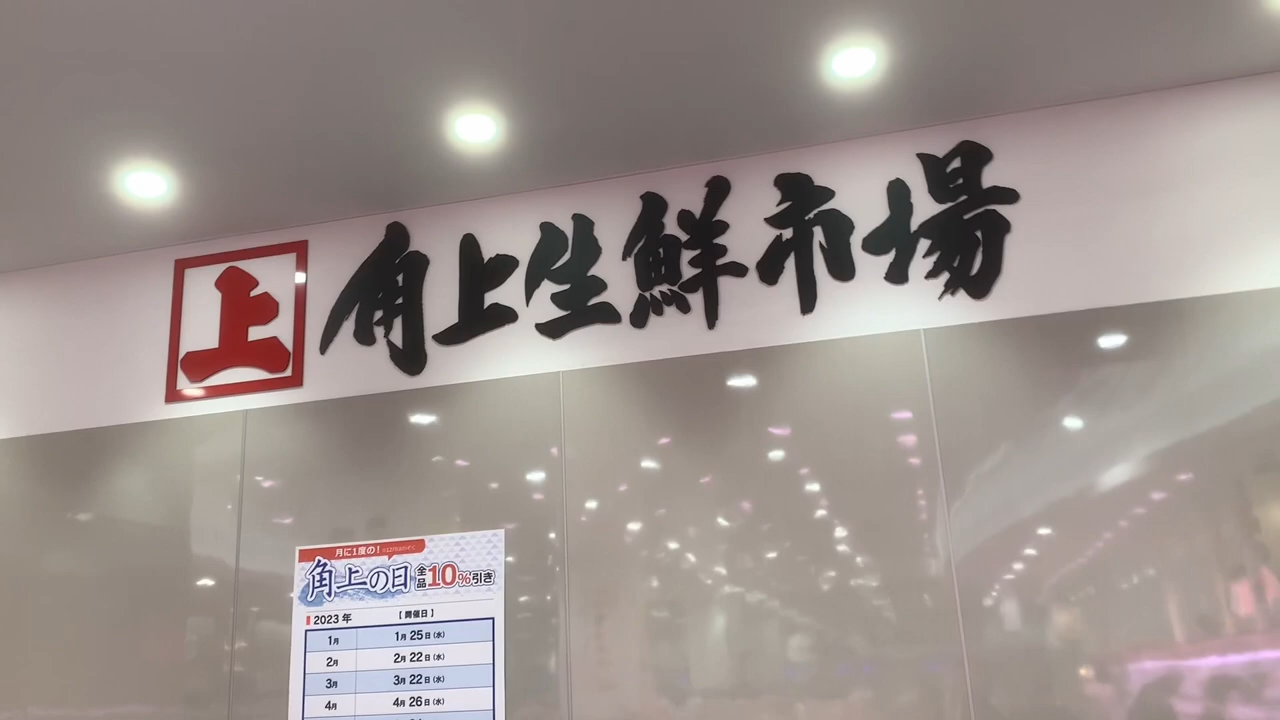 上 角上生鮮市場
月に1度の!
角上の日 全品10%引き
2023年 【開催日】
1月 1月25日(水)
2月 2月22日(水)
3月 3月22日(水)
4月 4月26日(水)